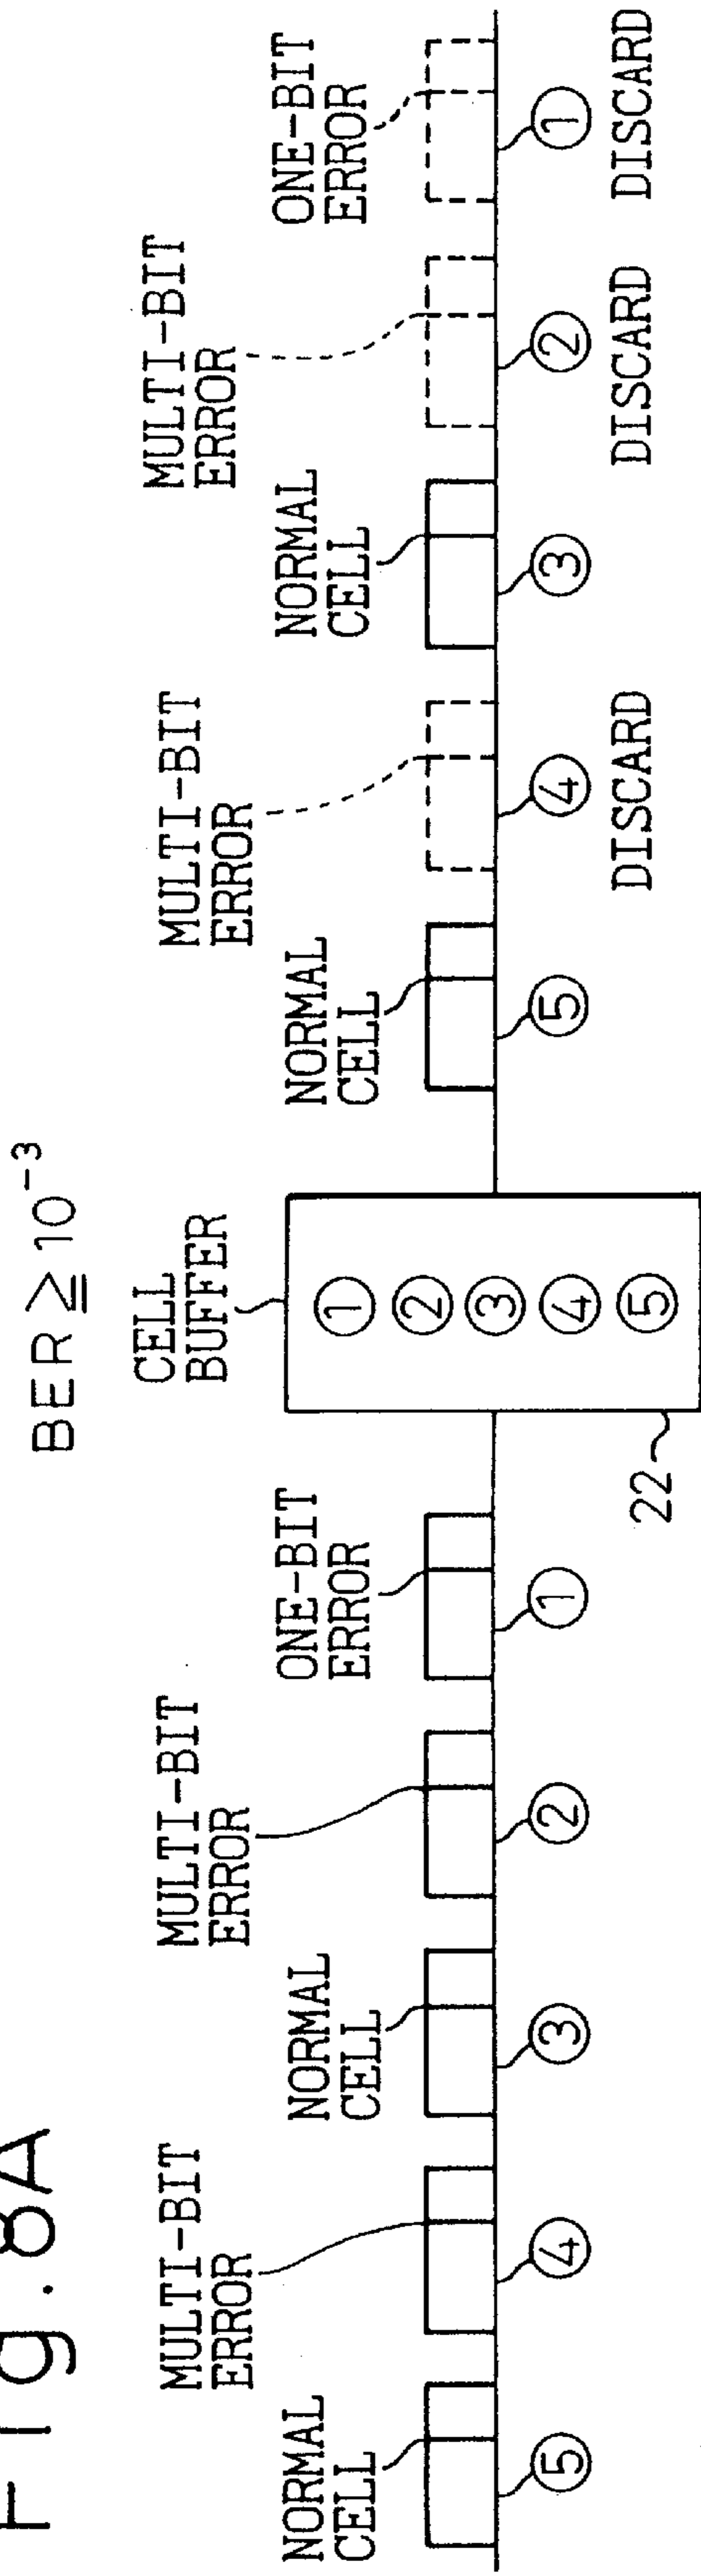 Fig. 8A
BER ≧ 10⁻³
NORMAL
CELL
MULTI-BIT
ERROR
NORMAL
CELL
MULTI-BIT
ERROR
ONE-BIT
ERROR
⑤
④
③
②
①
CELL
BUFFER
①
②
③
④
⑤
22
NORMAL
CELL
MULTI-BIT
ERROR
NORMAL
CELL
MULTI-BIT
ERROR
ONE-BIT
ERROR
⑤
④
③
②
①
DISCARD
DISCARD
DISCARD